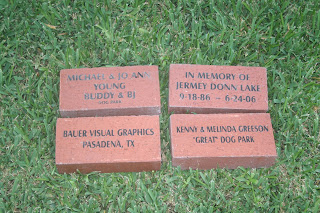 MICHAEL & JO ANN
YOUNG
BUDDY & BJ
IN MEMORY OF
JERMEY DONN LAKE
9-18-86 - 6-24-06
BAUER VISUAL GRAPHICS
PASADENA, TX
KENNY & MELINDA GREESON
"GREAT" DOG PARK